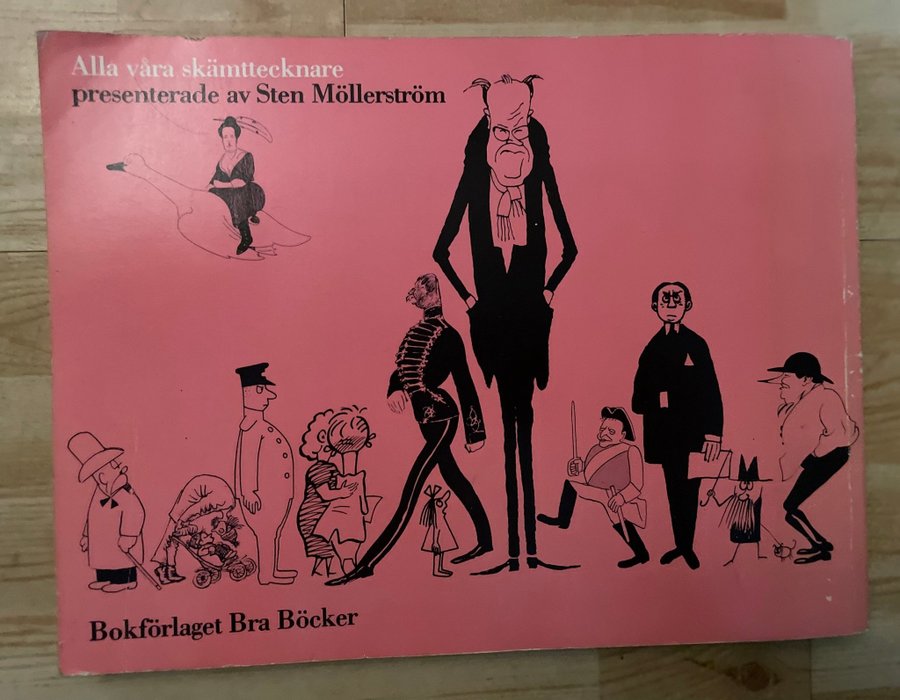 Alla våra skämttecknare
presenterade av Sten Möllerström
Bokförlaget Bra Böcker